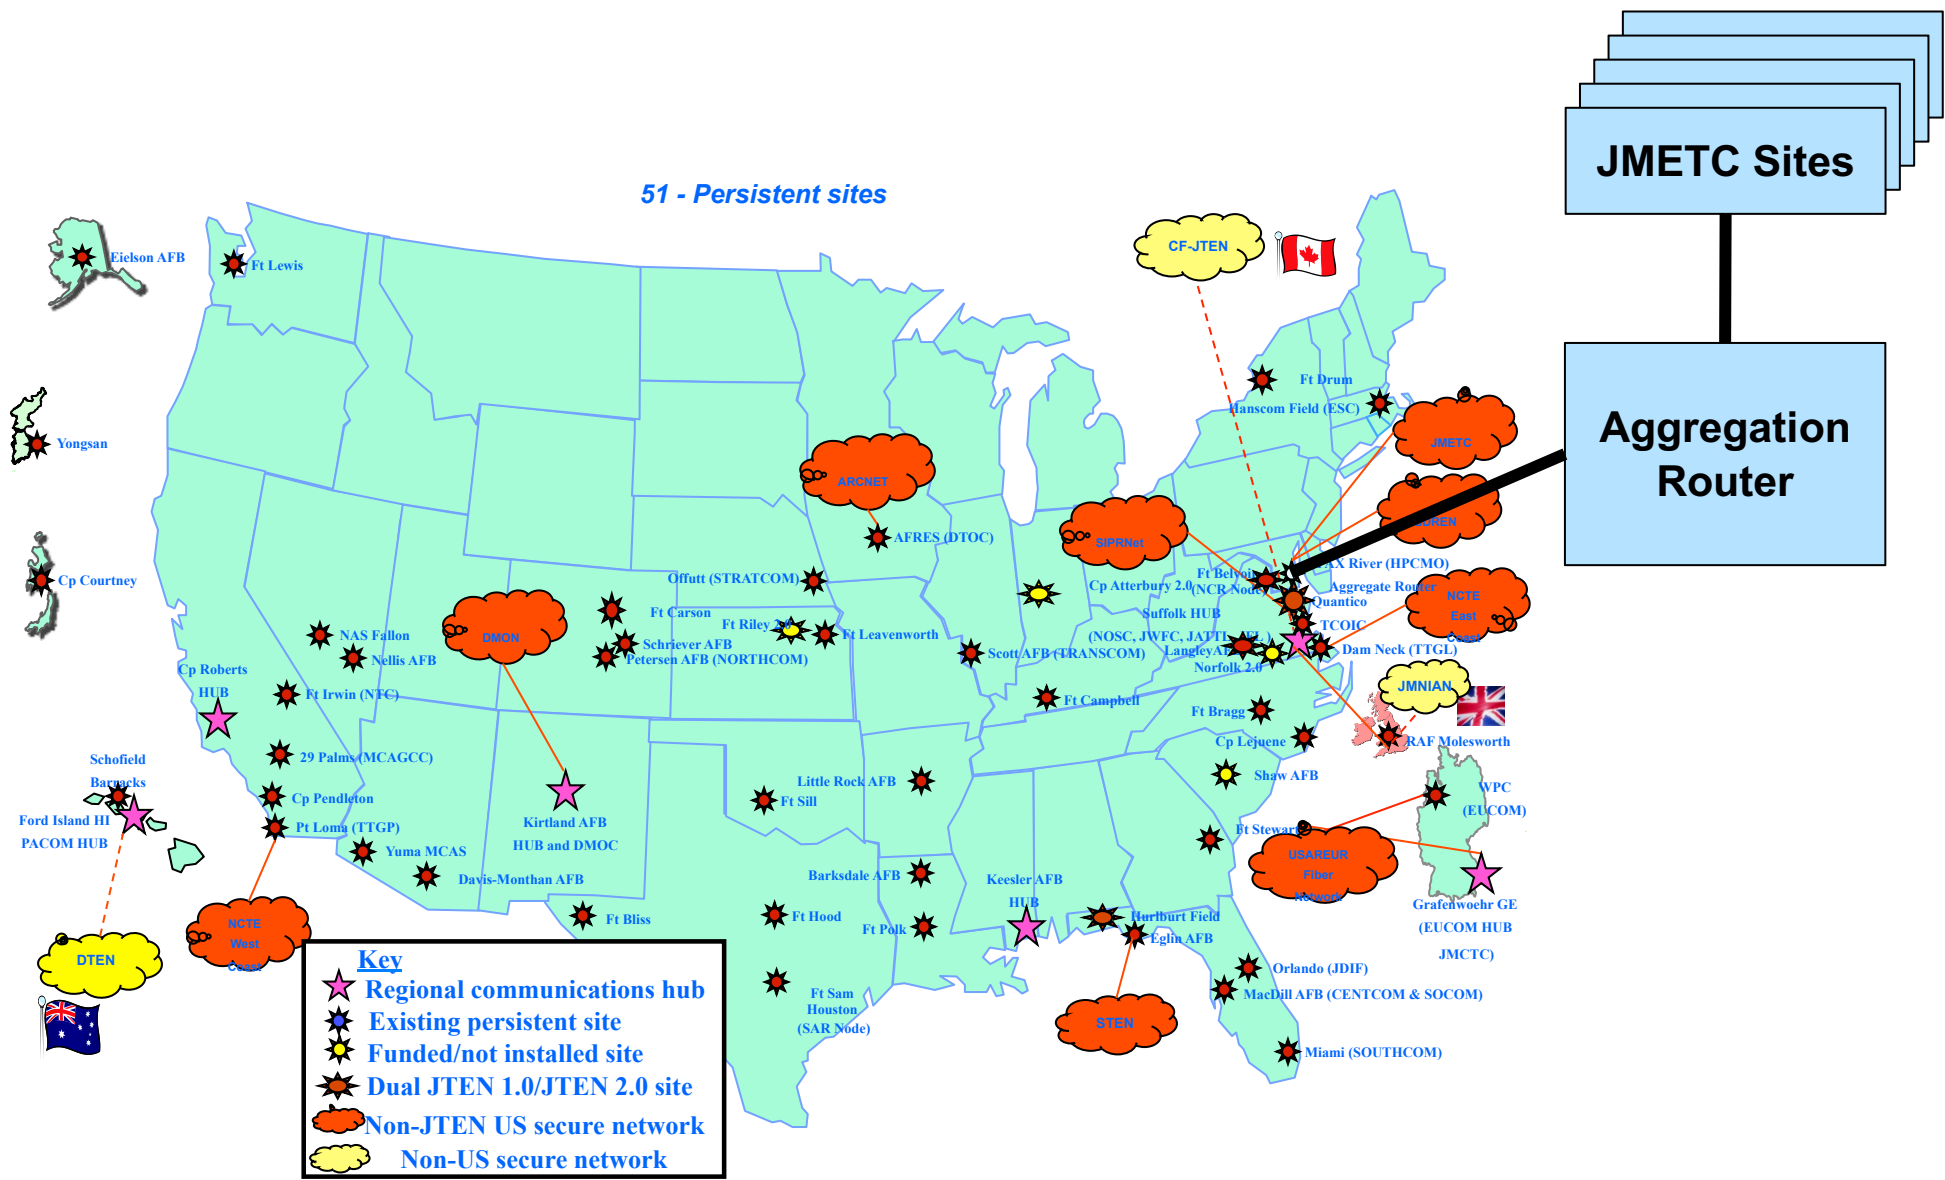 JMETC Sites
51 - Persistent sites
CF-JTEN
Eielson AFB
Ft Lewis
Ft Drum
Hanscom Field (ESC)
JMETC
Aggregation
Router
Yongsan
ARCNET
AFRES (DTOC)
SIPRNet
Cp Courtney
Offutt (STRATCOM)
Cp Atterbury 2.0
(NCR Node)
AX River (HPCMO)
Aggregate Router
Quantico
TCOIC
NCTE
East
Coast
DMON
Ft Carson
Ft Riley 2.0
Ft Leavenworth
Suffolk HUB
(NOSC, JWFC, JATTL,
Schriever AFB
Petersen AFB (NORTHCOM)
Scott AFB (TRANSCOM)
Norfolk 2.0
Dam Neck (TTGL)
NAS Fallon
Nellis AFB
Cp Roberts
HUB
Ft Irwin (NTC)
Ft Campbell
JMNIAN
Ft Bragg
Cp Lejuene
RAF Molesworth
29 Palms (MCAGCC)
Schofield
Barracks
Cp Pendleton
Ford Island HI
PACOM HUB
Pt Loma (TTGP)
Yuma MCAS
Davis-Monthan AFB
Kirtland AFB
HUB and DMOC
Little Rock AFB
Ft Sill
Shaw AFB
WPC
(EUCOM)
Ft Stewart
USAREUR
Fiber
Network
Barksdale AFB
Keesler AFB
HUB
Grafenwoehr GE
(EUCOM HUB
JMCTC)
Ft Bliss
Ft Hood
Ft Polk
Hurlburt Field
Eglin AFB
NCTE
West
Coast
DTEN
Orlando (JDIF)
MacDill AFB (CENTCOM & SOCOM)
Ft Sam
Houston
(SAR Node)
STEN
Miami (SOUTHCOM)
Key
Regional communications hub
Existing persistent site
Funded/not installed site
Dual JTEN 1.0/JTEN 2.0 site
Non-JTEN US secure network
Non-US secure network